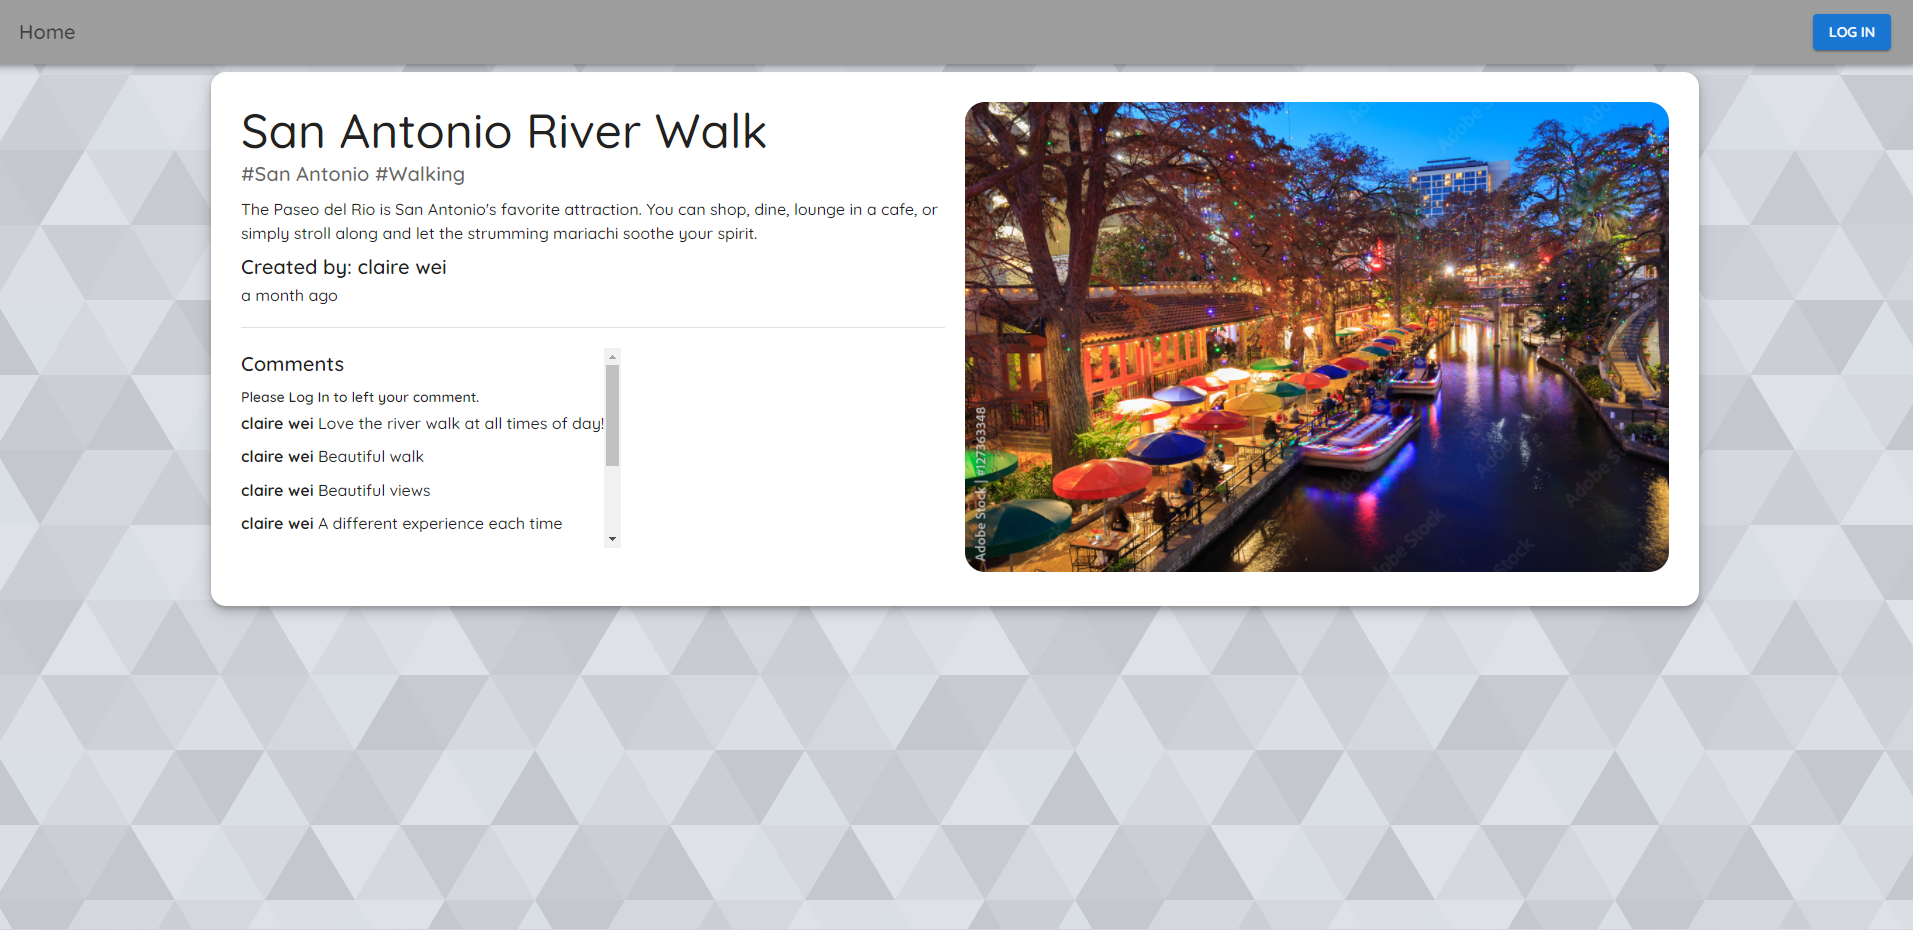 Home
LOG IN
San Antonio River Walk
#San Antonio #Walking
The Paseo del Rio is San Antonio's favorite attraction. You can shop, dine, lounge in a cafe, or
simply stroll along and let the strumming mariachi soothe your spirit.
Created by: claire wei
a month ago
Comments
Please Log In to left your comment.
claire wei Love the river walk at all times of day!
claire wei Beautiful walk
claire wei Beautiful views
claire wei A different experience each time
Adobe Stock | #127363348